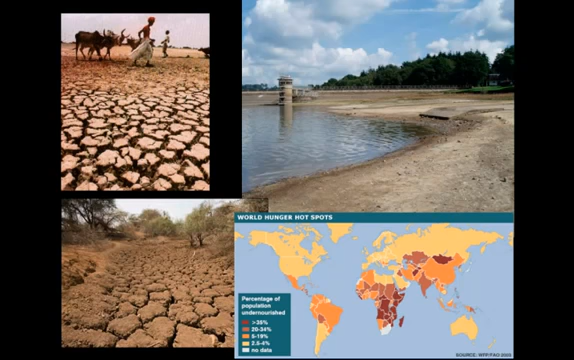 WORLD HUNGER HOT SPOTS
Percentage of
population
undernourished
>35%
20-34%
5-19%
2.5-4%
no data
SOURCE: WFP/FAO 2003